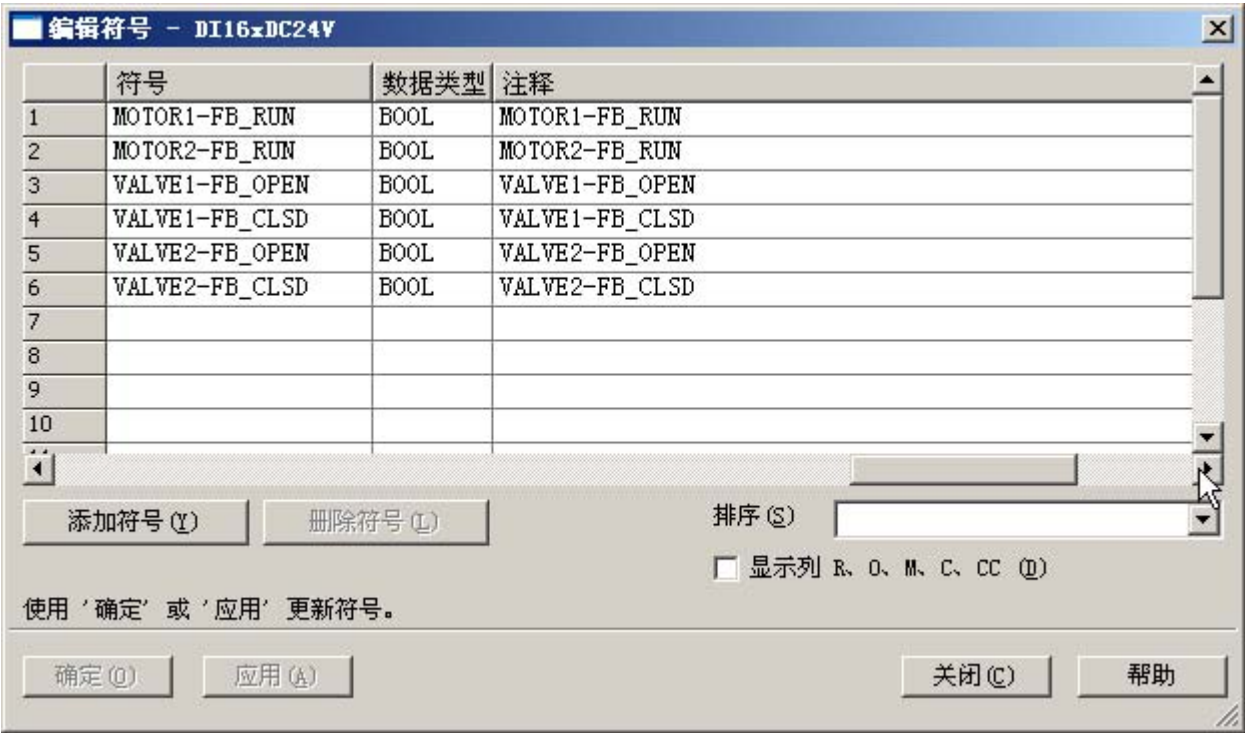 编辑符号 - DI16xDC24V
符号 数据类型 注释
1 MOTOR1-FB_RUN BOOL MOTOR1-FB_RUN
2 MOTOR2-FB_RUN BOOL MOTOR2-FB_RUN
3 VALVE1-FB_OPEN BOOL VALVE1-FB_OPEN
4 VALVE1-FB_CLSD BOOL VALVE1-FB_CLSD
5 VALVE2-FB_OPEN BOOL VALVE2-FB_OPEN
6 VALVE2-FB_CLSD BOOL VALVE2-FB_CLSD
7
8
9
10
添加符号(Y) 删除符号(L) 排序(S)
显示列 R、O、M、C、CC (D)
使用 '确定' 或 '应用' 更新符号。
确定(O) 应用(A) 关闭(C) 帮助